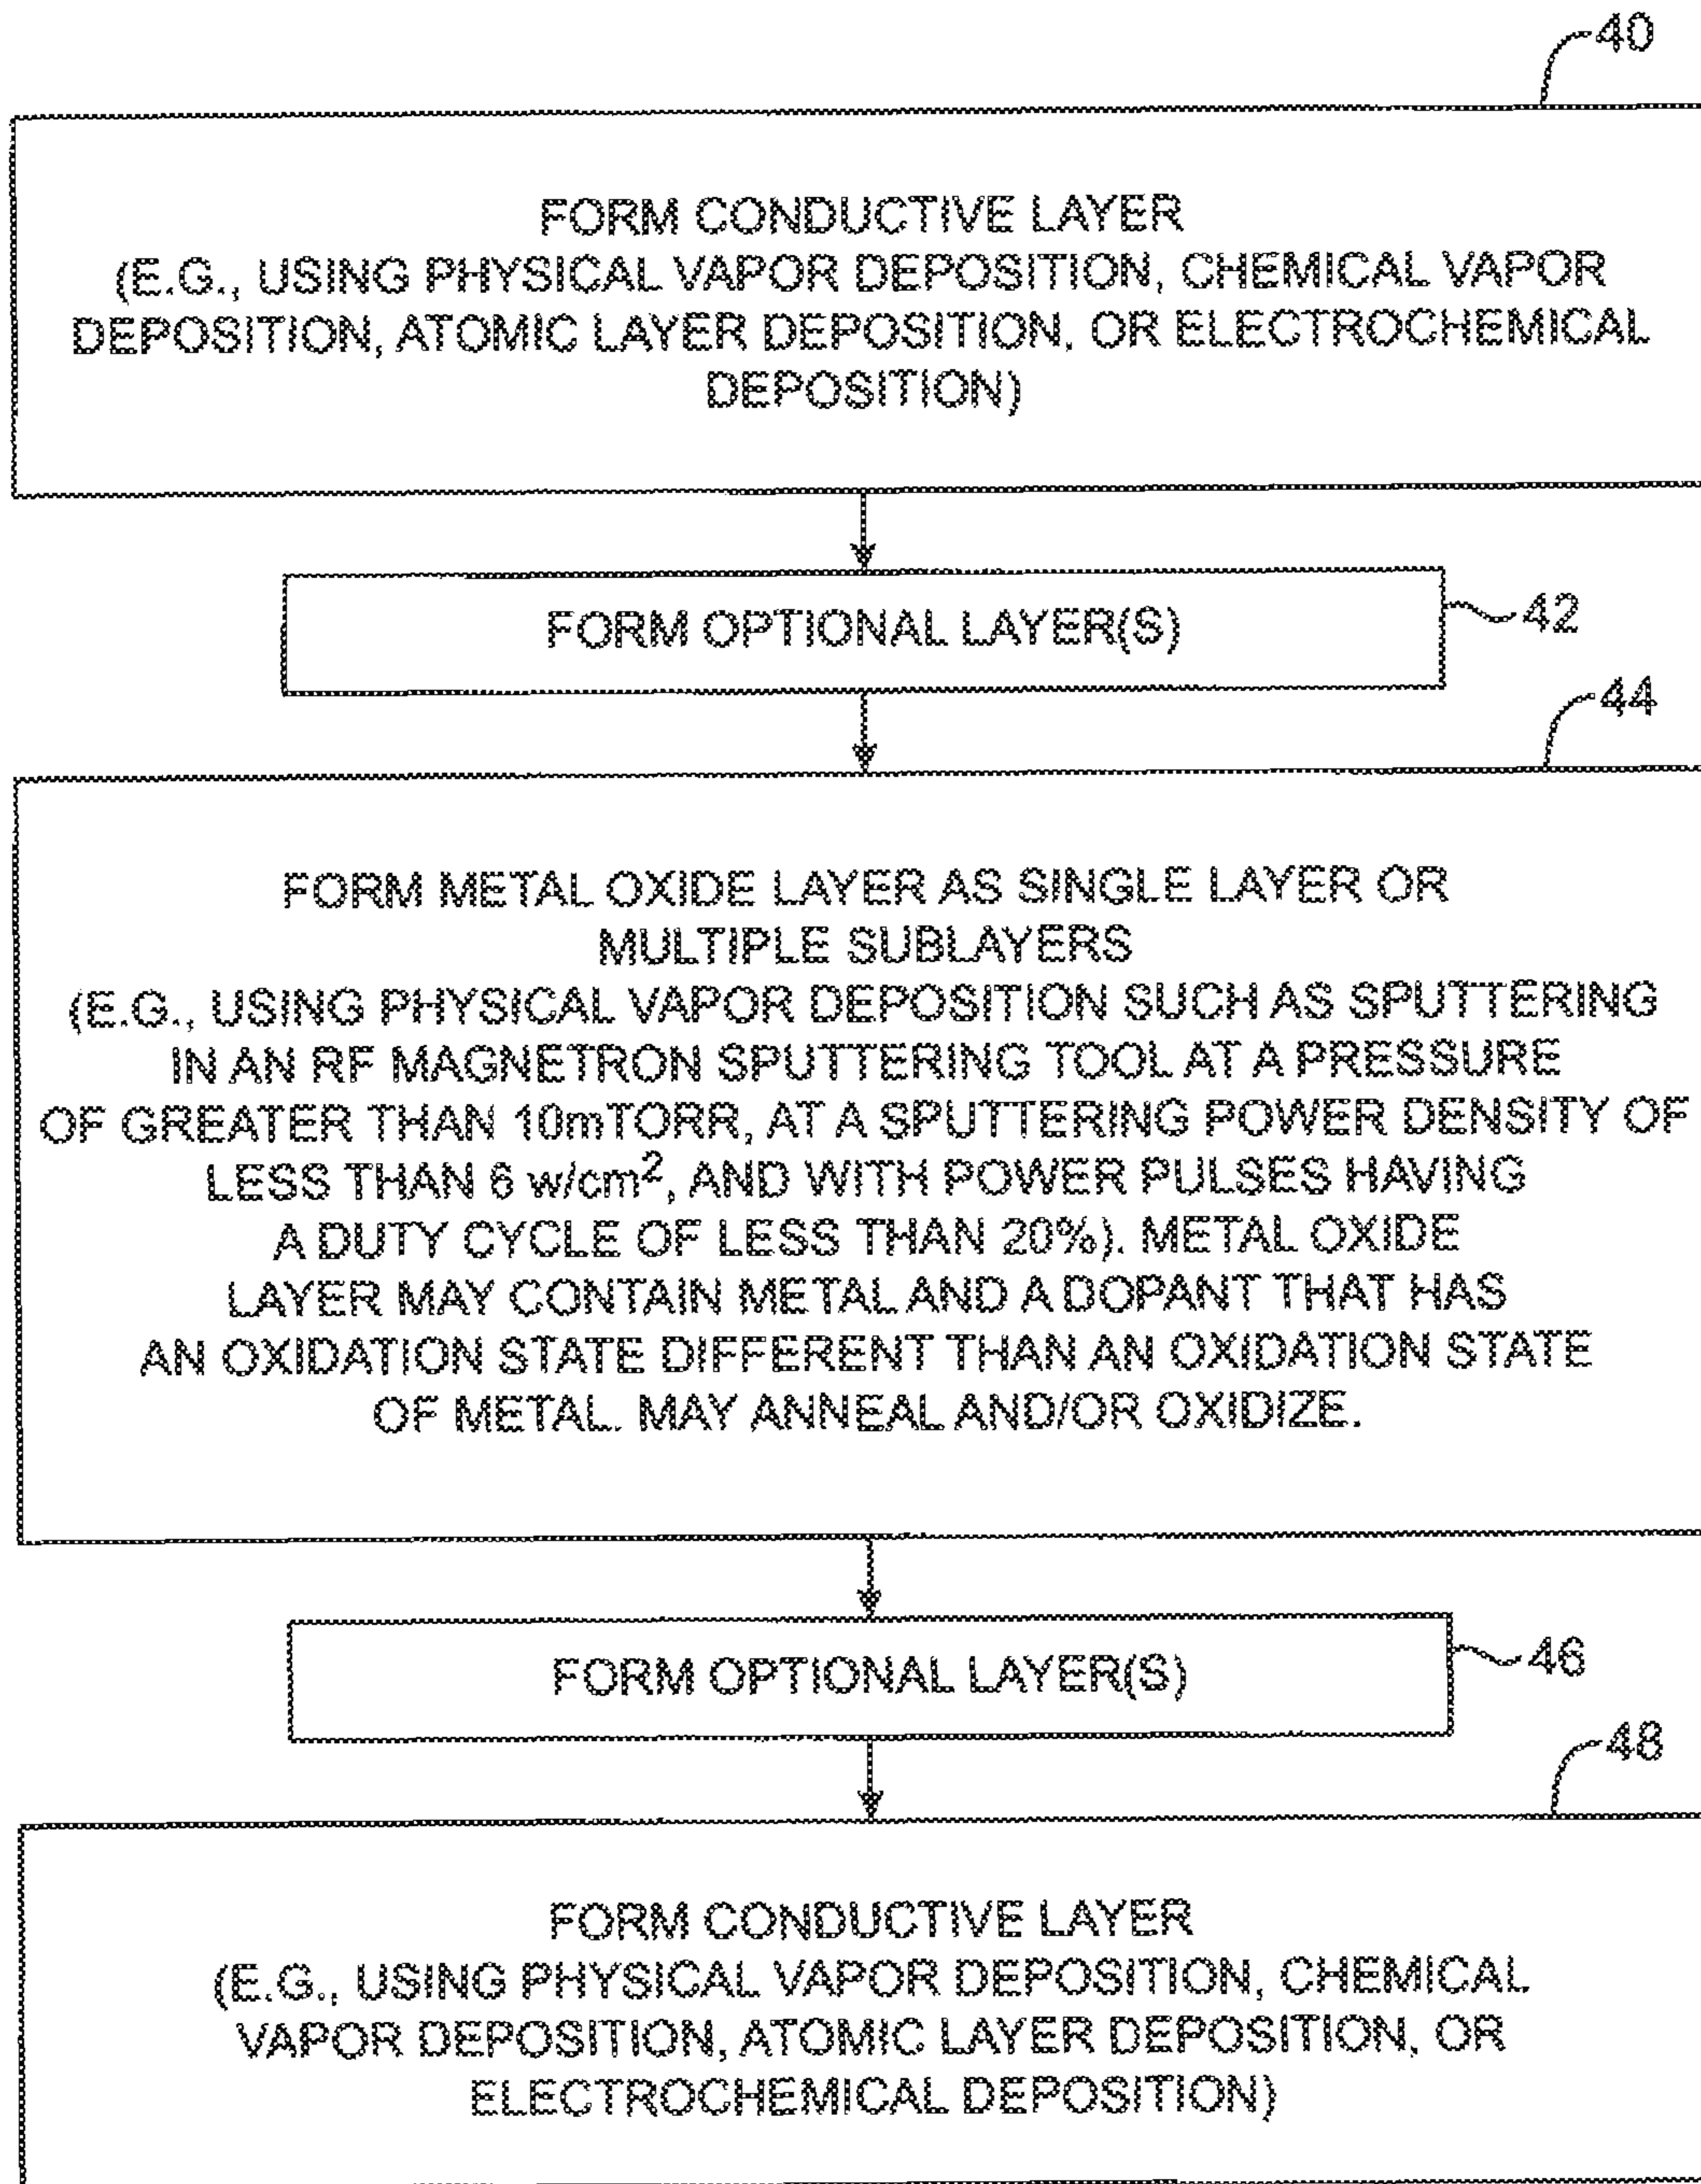 40
FORM CONDUCTIVE LAYER
(E.G., USING PHYSICAL VAPOR DEPOSITION, CHEMICAL VAPOR
DEPOSITION, ATOMIC LAYER DEPOSITION, OR ELECTROCHEMICAL
DEPOSITION)
FORM OPTIONAL LAYER(S)
42
44
FORM METAL OXIDE LAYER AS SINGLE LAYER OR
MULTIPLE SUBLAYERS
(E.G., USING PHYSICAL VAPOR DEPOSITION SUCH AS SPUTTERING
IN AN RF MAGNETRON SPUTTERING TOOL AT A PRESSURE
OF GREATER THAN 10mTORR, AT A SPUTTERING POWER DENSITY OF
LESS THAN 6 w/cm², AND WITH POWER PULSES HAVING
A DUTY CYCLE OF LESS THAN 20%). METAL OXIDE
LAYER MAY CONTAIN METAL AND A DOPANT THAT HAS
AN OXIDATION STATE DIFFERENT THAN AN OXIDATION STATE
OF METAL. MAY ANNEAL AND/OR OXIDIZE.
FORM OPTIONAL LAYER(S)
46
48
FORM CONDUCTIVE LAYER
(E.G., USING PHYSICAL VAPOR DEPOSITION, CHEMICAL
VAPOR DEPOSITION, ATOMIC LAYER DEPOSITION, OR
ELECTROCHEMICAL DEPOSITION)